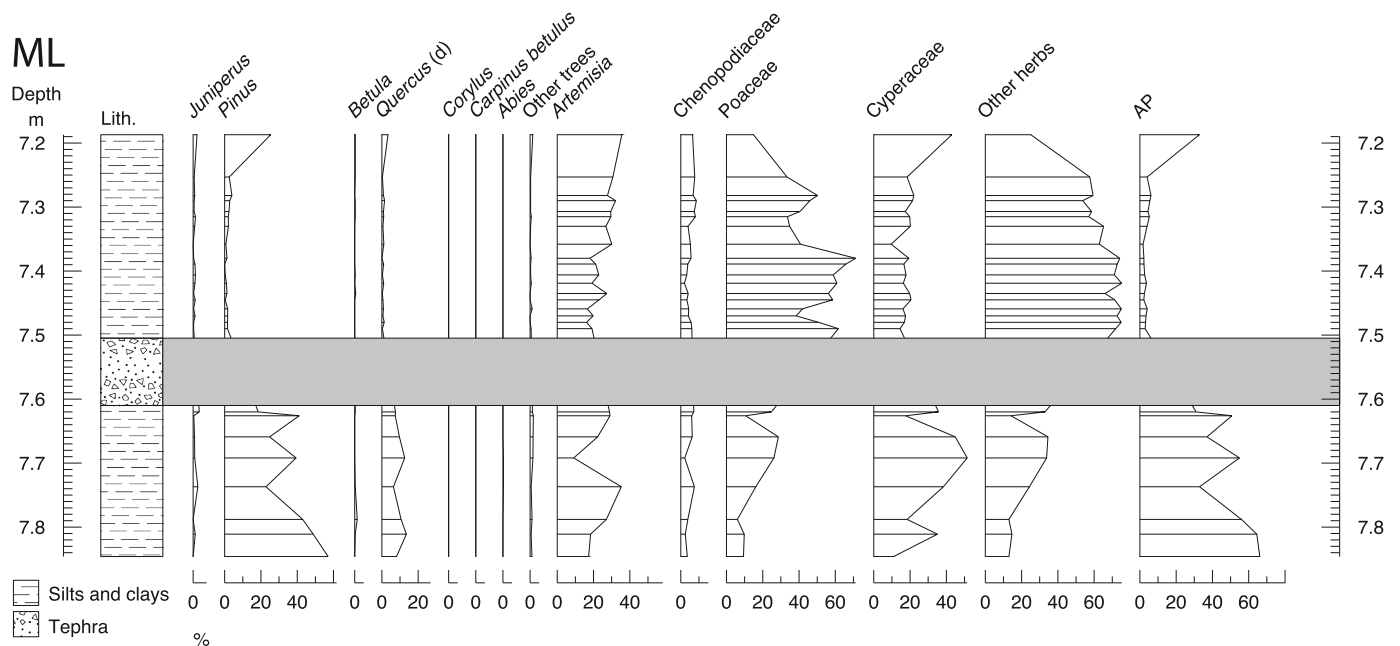 ML
Depth
m
Lith.
Juniperus
Pinus
Betula
Quercus (d)
Corylus
Carpinus betulus
Abies
Other trees
Artemisia
Chenopodiaceae
Poaceae
Cyperaceae
Other herbs
AP
7.2 7.2
7.3 7.3
7.4 7.4
7.5 7.5
7.6 7.6
7.7 7.7
7.8 7.8
Silts and clays
Tephra
0 0 20 40 0 0 20 0 0 0 0 0 20 40 0 0 20 40 60 0 20 40 0 20 40 60 0 20 40 60
%